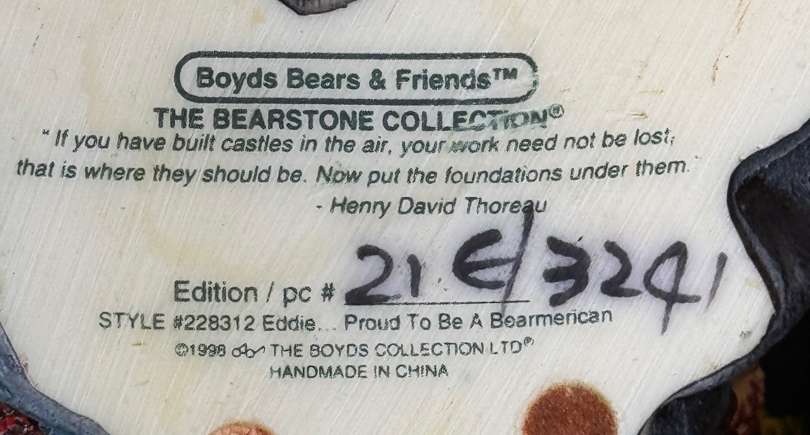 Boyds Bears & Friends™
THE BEARSTONE COLLECTION®
" If you have built castles in the air, your work need not be lost;
that is where they should be. Now put the foundations under them."
- Henry David Thoreau
Edition / pc # 21E/3241
STYLE #228312 Eddie... Proud To Be A Bearmerican
©1998 THE BOYDS COLLECTION LTD®
HANDMADE IN CHINA